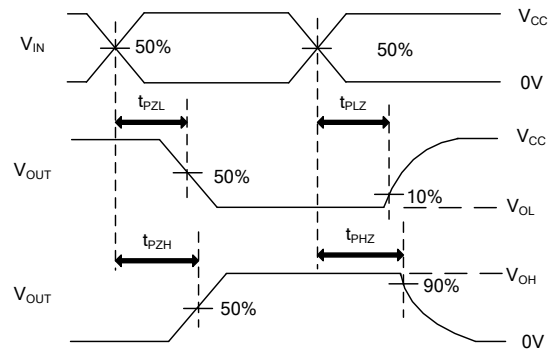 V_CC
V_IN 50% 50%
0V
t_PZL t_PLZ
V_CC
V_OUT 50% 10%
V_OL
t_PZH t_PHZ
V_OH
V_OUT 50% 90%
0V